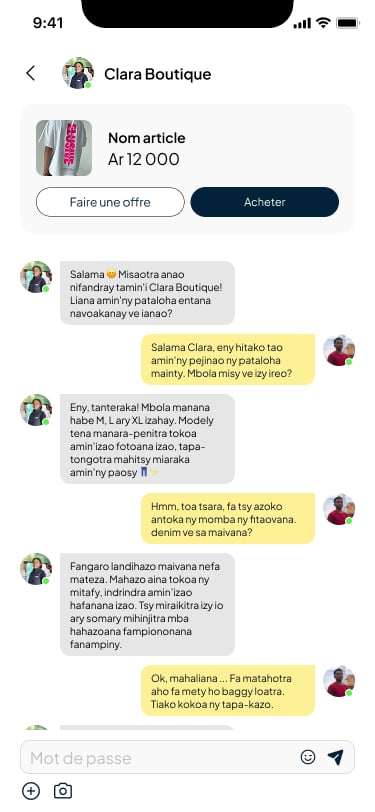 9:41
Clara Boutique
Nom article
Ar 12 000
Faire une offre
Acheter
Salama 😊 Misaotra anao
nifandray tamin'i Clara Boutique!
Liana amin'ny pataloha entana
navoakanay ve ianao?
Salama Clara, eny hitako tao
amin'ny pejinao ny pataloha
mainty. Mbola misy ve izy ireo?
Eny, tanteraka! Mbola manana
habe M, L ary XL izahay. Modely
tena manara-penitra tokoa
amin'izao fotoana izao, tapa-
tongotra mahitsy miaraka
amin'ny paosy 👖✨
Hmm, toa tsara, fa tsy azoko
antoka ny momba ny fitaovana.
denim ve sa maivana?
Fangaro landihazo maivana nefa
mateza. Mahazo aina tokoa ny
mitafy, indrindra amin'izao
hafanana izao. Tsy miraikitra izy io
ary somary mihinjitra mba
hahazoana fampiononana
fanampiny.
Ok, mahaliana ... Fa matahotra
aho fa mety ho baggy loatra.
Tiako kokoa ny tapa-kazo.
Mot de passe